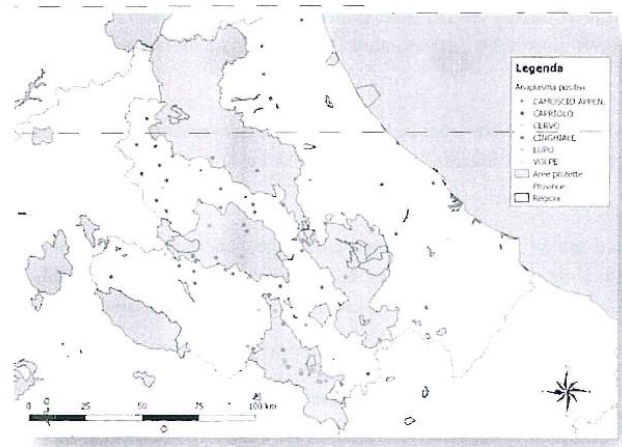 Legenda
Anaplasma positivi
CAMOSCIO APPEN.
CAPRIOLO
CERVO
CINGHIALE
LUPO
VOLPE
Aree protette
Province
Regioni
0 25 50 75 100 km